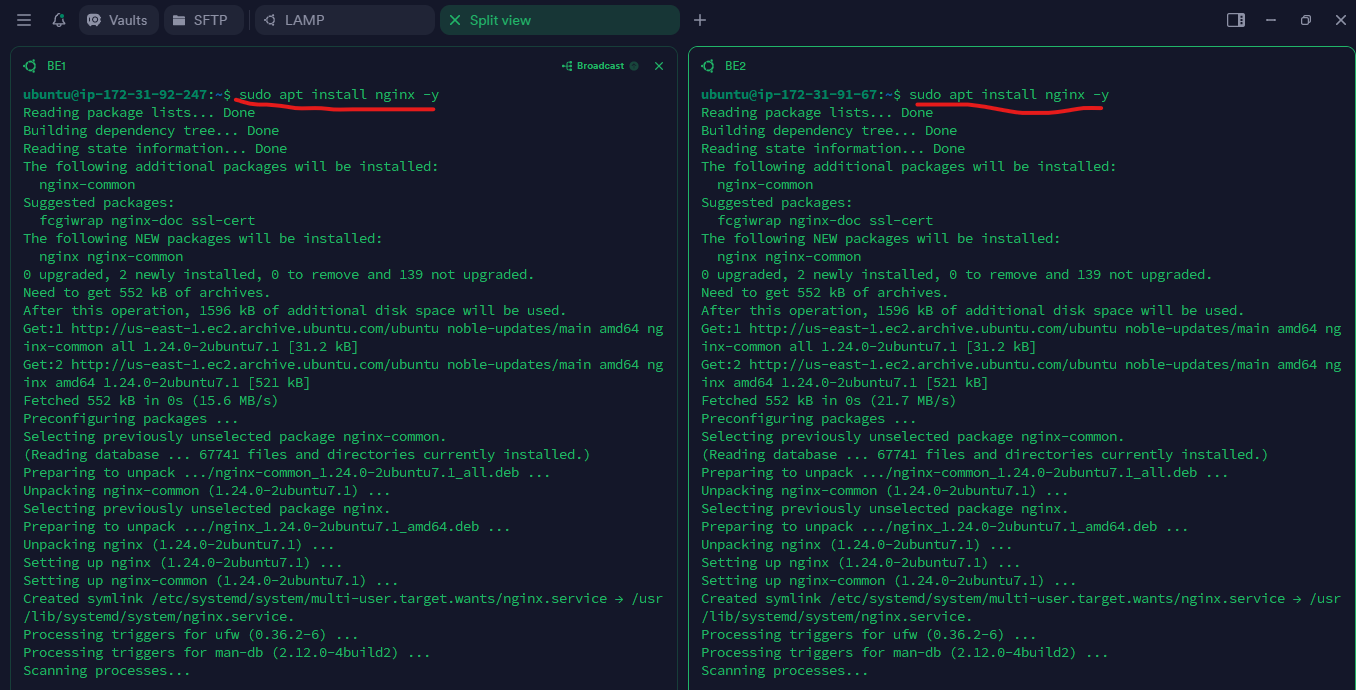 Vaults
SFTP
LAMP
Split view
BE1
Broadcast
ubuntu@ip-172-31-92-247:~$ sudo apt install nginx -y
Reading package lists... Done
Building dependency tree... Done
Reading state information... Done
The following additional packages will be installed:
  nginx-common
Suggested packages:
  fcgiwrap nginx-doc ssl-cert
The following NEW packages will be installed:
  nginx nginx-common
0 upgraded, 2 newly installed, 0 to remove and 139 not upgraded.
Need to get 552 kB of archives.
After this operation, 1596 kB of additional disk space will be used.
Get:1 http://us-east-1.ec2.archive.ubuntu.com/ubuntu noble-updates/main amd64 ng
inx-common all 1.24.0-2ubuntu7.1 [31.2 kB]
Get:2 http://us-east-1.ec2.archive.ubuntu.com/ubuntu noble-updates/main amd64 ng
inx amd64 1.24.0-2ubuntu7.1 [521 kB]
Fetched 552 kB in 0s (15.6 MB/s)
Preconfiguring packages ...
Selecting previously unselected package nginx-common.
(Reading database ... 67741 files and directories currently installed.)
Preparing to unpack .../nginx-common_1.24.0-2ubuntu7.1_all.deb ...
Unpacking nginx-common (1.24.0-2ubuntu7.1) ...
Selecting previously unselected package nginx.
Preparing to unpack .../nginx_1.24.0-2ubuntu7.1_amd64.deb ...
Unpacking nginx (1.24.0-2ubuntu7.1) ...
Setting up nginx (1.24.0-2ubuntu7.1) ...
Setting up nginx-common (1.24.0-2ubuntu7.1) ...
Created symlink /etc/systemd/system/multi-user.target.wants/nginx.service → /usr
/lib/systemd/system/nginx.service.
Processing triggers for ufw (0.36.2-6) ...
Processing triggers for man-db (2.12.0-4build2) ...
Scanning processes...
BE2
ubuntu@ip-172-31-91-67:~$ sudo apt install nginx -y
Reading package lists... Done
Building dependency tree... Done
Reading state information... Done
The following additional packages will be installed:
  nginx-common
Suggested packages:
  fcgiwrap nginx-doc ssl-cert
The following NEW packages will be installed:
  nginx nginx-common
0 upgraded, 2 newly installed, 0 to remove and 139 not upgraded.
Need to get 552 kB of archives.
After this operation, 1596 kB of additional disk space will be used.
Get:1 http://us-east-1.ec2.archive.ubuntu.com/ubuntu noble-updates/main amd64 ng
inx-common all 1.24.0-2ubuntu7.1 [31.2 kB]
Get:2 http://us-east-1.ec2.archive.ubuntu.com/ubuntu noble-updates/main amd64 ng
inx amd64 1.24.0-2ubuntu7.1 [521 kB]
Fetched 552 kB in 0s (21.7 MB/s)
Preconfiguring packages ...
Selecting previously unselected package nginx-common.
(Reading database ... 67741 files and directories currently installed.)
Preparing to unpack .../nginx-common_1.24.0-2ubuntu7.1_all.deb ...
Unpacking nginx-common (1.24.0-2ubuntu7.1) ...
Selecting previously unselected package nginx.
Preparing to unpack .../nginx_1.24.0-2ubuntu7.1_amd64.deb ...
Unpacking nginx (1.24.0-2ubuntu7.1) ...
Setting up nginx (1.24.0-2ubuntu7.1) ...
Setting up nginx-common (1.24.0-2ubuntu7.1) ...
Created symlink /etc/systemd/system/multi-user.target.wants/nginx.service → /usr
/lib/systemd/system/nginx.service.
Processing triggers for ufw (0.36.2-6) ...
Processing triggers for man-db (2.12.0-4build2) ...
Scanning processes...